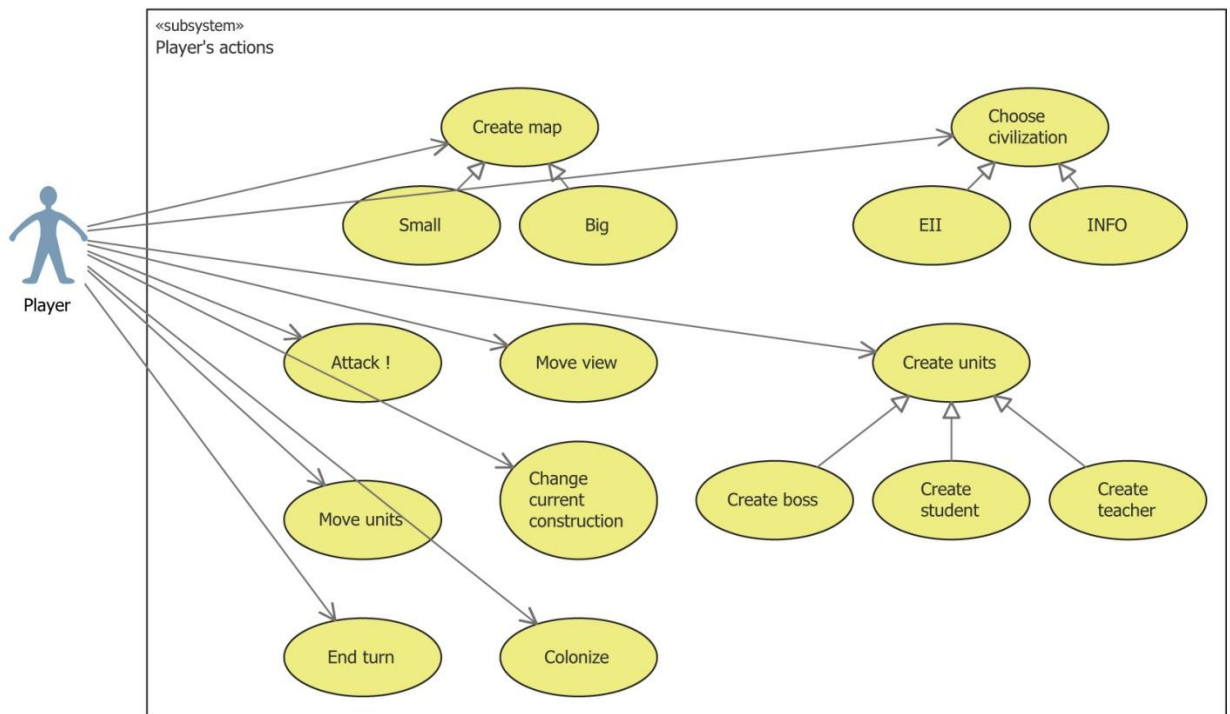 «subsystem»
Player's actions
Create map
Choose
civilization
Small
Big
EII
INFO
Player
Attack !
Move view
Create units
Change
current
construction
Move units
Create boss
Create
student
Create
teacher
End turn
Colonize